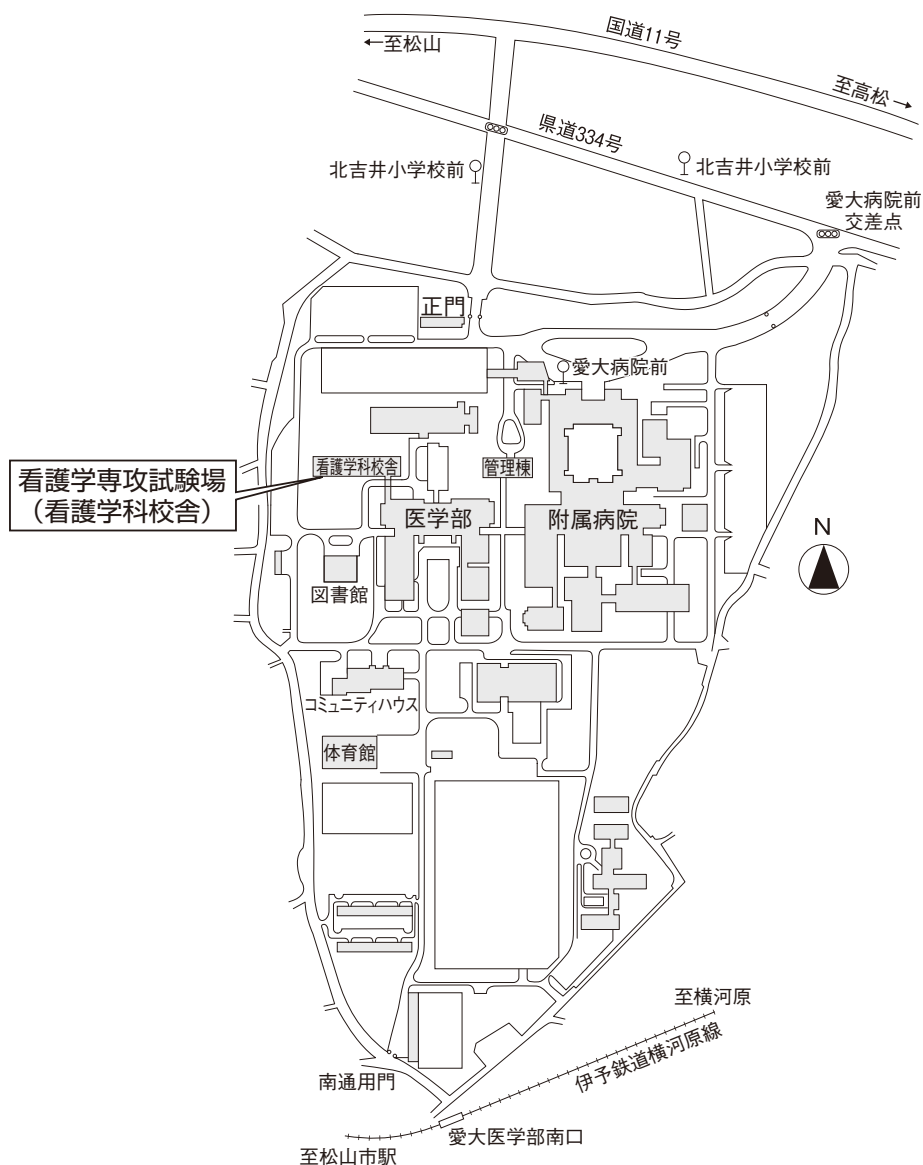 国道11号
←至松山
至高松→
県道334号
北吉井小学校前
北吉井小学校前
愛大病院前
交差点
正門
愛大病院前
看護学専攻試験場
（看護学科校舎）
看護学科校舎
管理棟
医学部
附属病院
N
図書館
コミュニティハウス
体育館
至横河原
伊予鉄道横河原線
南通用門
愛大医学部南口
至松山市駅